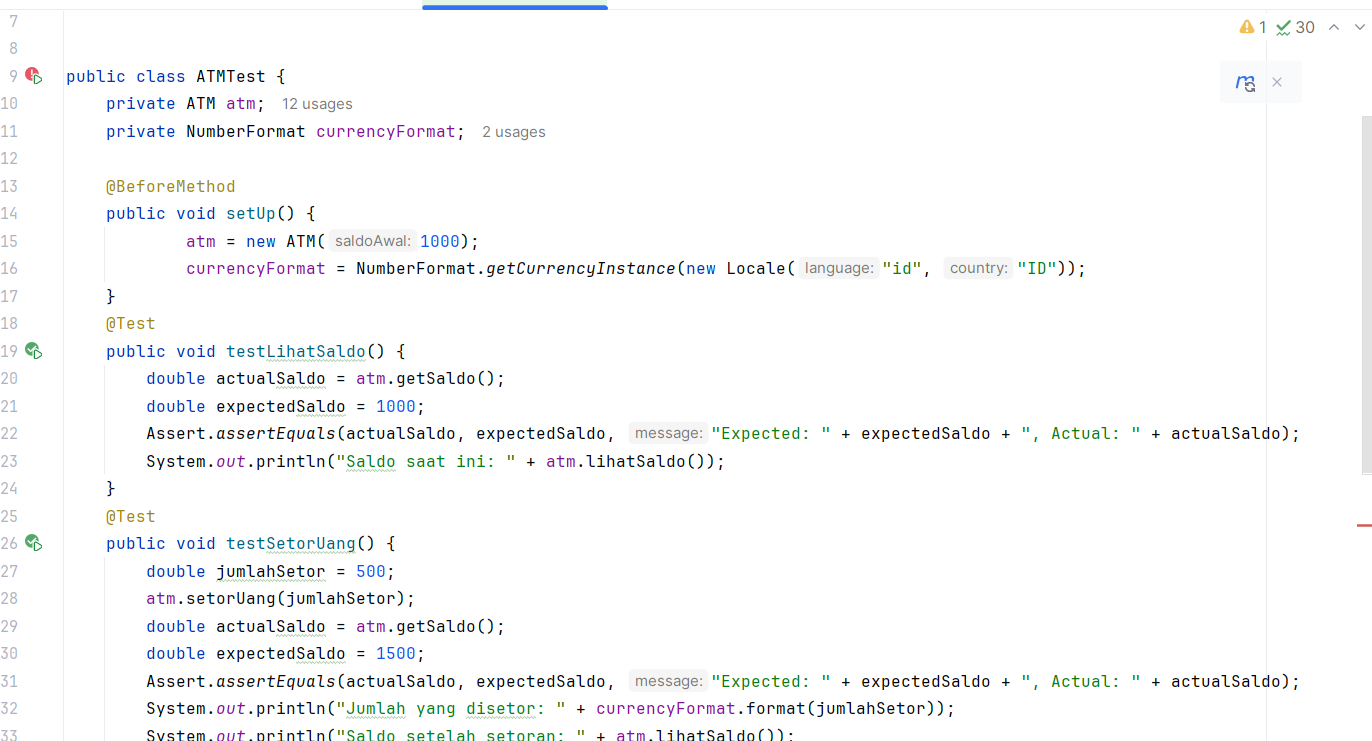 7
1 30
8
9 public class ATMTest {
10 private ATM atm; 12 usages
11 private NumberFormat currencyFormat; 2 usages
12
13 @BeforeMethod
14 public void setUp() {
15 atm = new ATM( saldoAwal: 1000);
16 currencyFormat = NumberFormat.getCurrencyInstance(new Locale( language: "id", country: "ID"));
17 }
18 @Test
19 public void testLihatSaldo() {
20 double actualSaldo = atm.getSaldo();
21 double expectedSaldo = 1000;
22 Assert.assertEquals(actualSaldo, expectedSaldo, message: "Expected: " + expectedSaldo + ", Actual: " + actualSaldo);
23 System.out.println("Saldo saat ini: " + atm.lihatSaldo());
24 }
25 @Test
26 public void testSetorUang() {
27 double jumlahSetor = 500;
28 atm.setorUang(jumlahSetor);
29 double actualSaldo = atm.getSaldo();
30 double expectedSaldo = 1500;
31 Assert.assertEquals(actualSaldo, expectedSaldo, message: "Expected: " + expectedSaldo + ", Actual: " + actualSaldo);
32 System.out.println("Jumlah yang disetor: " + currencyFormat.format(jumlahSetor));
33 System.out.println("Saldo setelah setoran: " + atm.lihatSaldo());